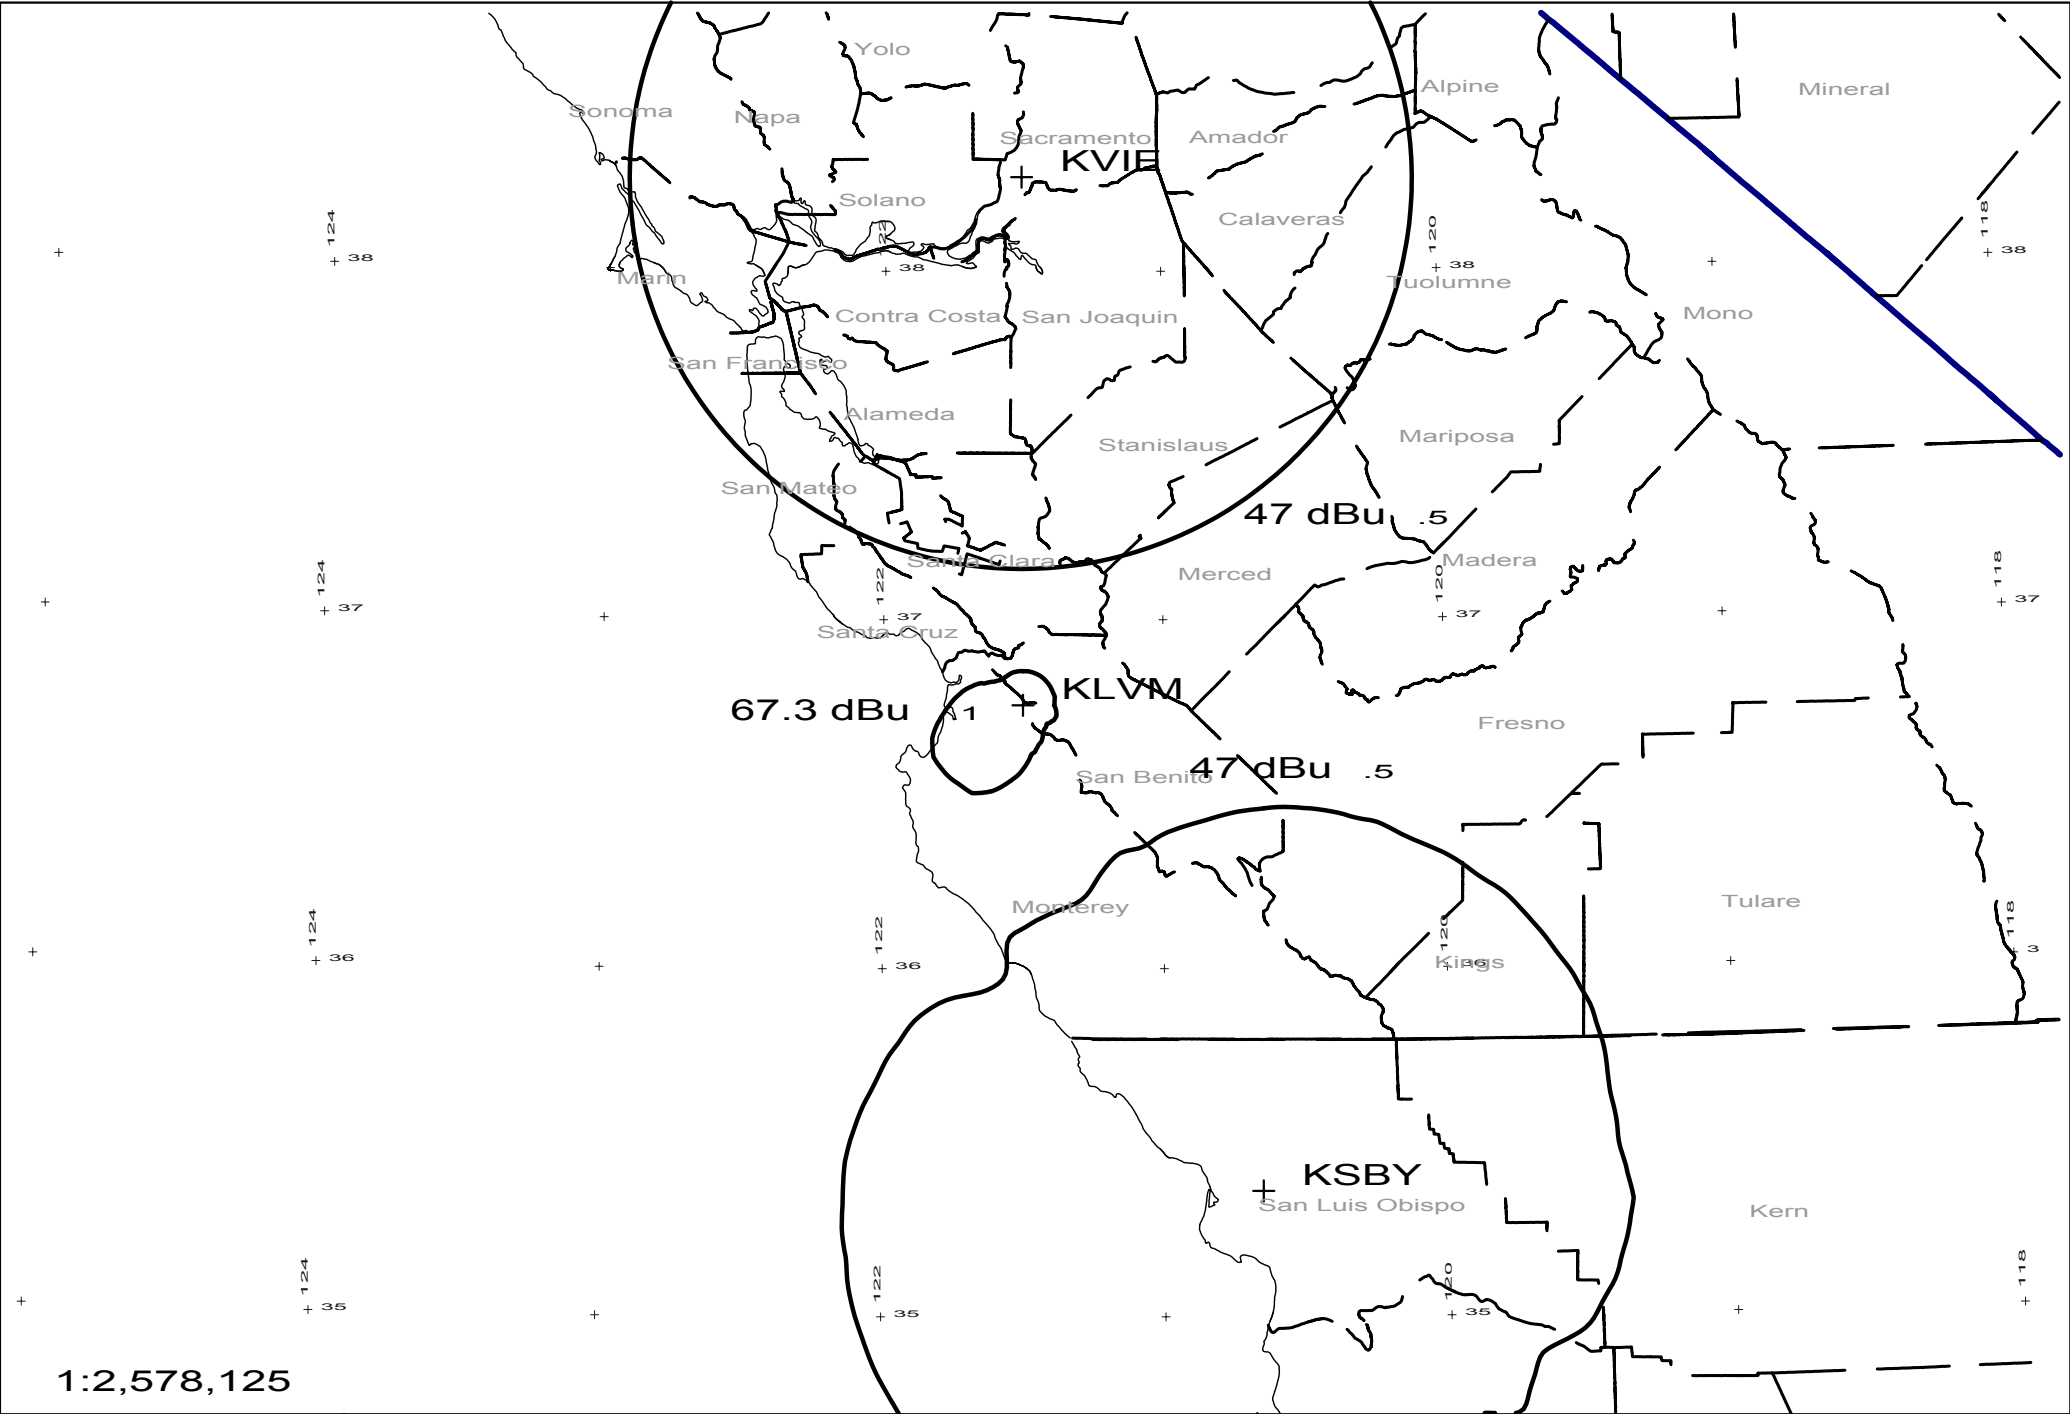 Yolo
Alpine
Mineral
Sonoma
Napa
Sacramento
Amador
KVIE
Solano
Calaveras
124
38
122
38
120
38
118
38
Marin
Tuolumne
Contra Costa
San Joaquin
Mono
San Francisco
Alameda
Mariposa
Stanislaus
San Mateo
47 dBu .5
Santa Clara
Merced
Madera
124
37
122
37
120
37
118
37
Santa Cruz
KLVM
67.3 dBu 1
Fresno
San Benito
47 dBu .5
Monterey
Tulare
124
36
122
36
120
36
Kings
118
3
KSBY
San Luis Obispo
Kern
124
35
122
35
120
35
118
1:2,578,125